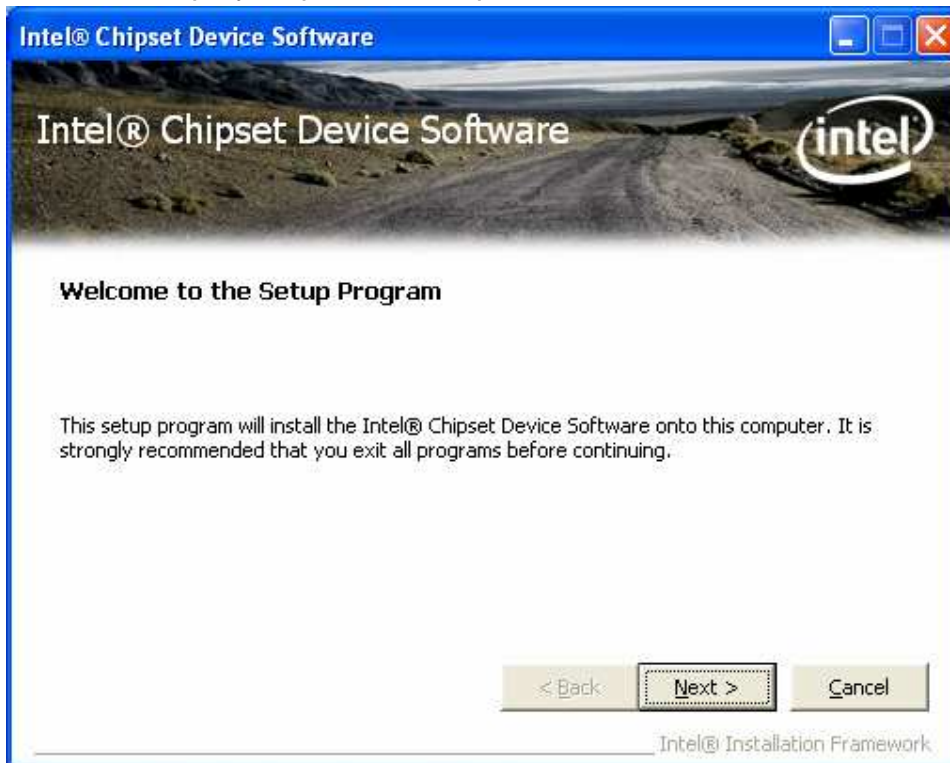 Intel® Chipset Device Software
Intel® Chipset Device Software
intel
Welcome to the Setup Program
This setup program will install the Intel® Chipset Device Software onto this computer. It is
strongly recommended that you exit all programs before continuing.
< Back Next > Cancel
Intel® Installation Framework